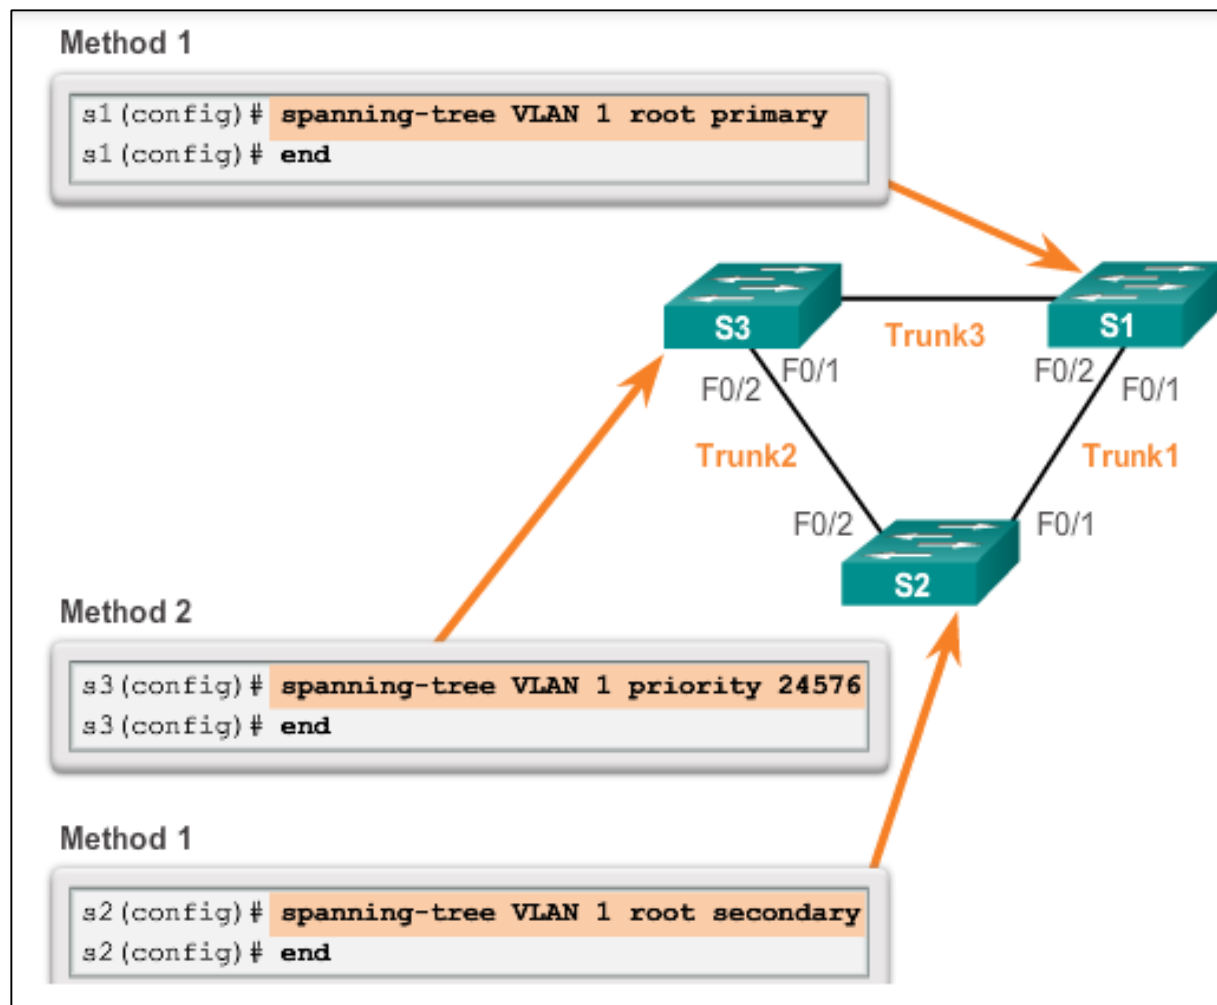 Method 1
s1(config)# spanning-tree VLAN 1 root primary
s1(config)# end
S3
Trunk3
S1
F0/2
F0/1
F0/2
F0/1
Trunk2
Trunk1
F0/2
F0/1
S2
Method 2
s3(config)# spanning-tree VLAN 1 priority 24576
s3(config)# end
Method 1
s2(config)# spanning-tree VLAN 1 root secondary
s2(config)# end